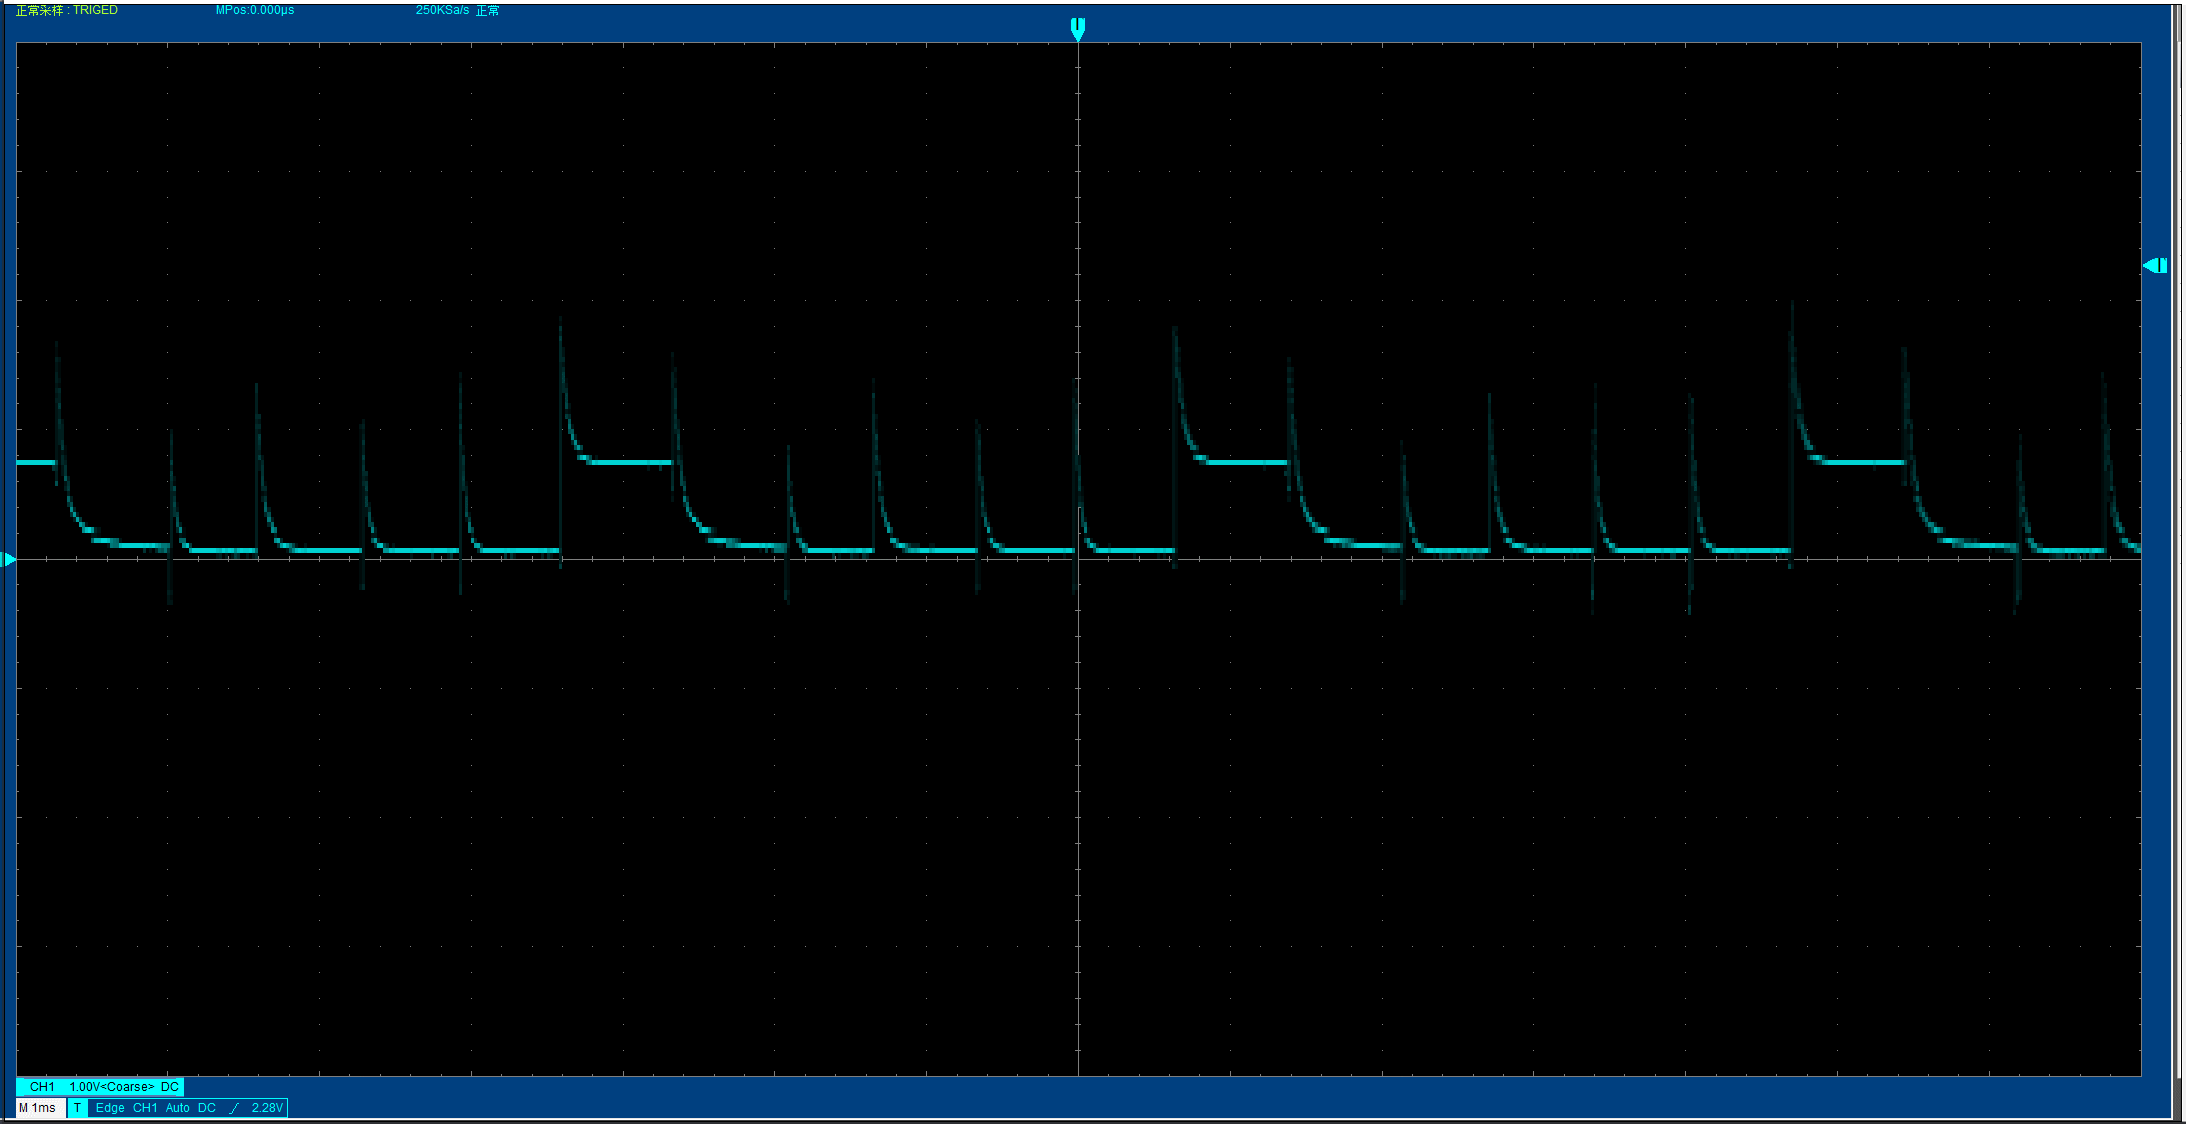 正常采样 : TRIGED MPos:0.000µs 250KSa/s 正常
CH1 1.00V<Coarse> DC
M 1ms T Edge CH1 Auto DC 2.28V